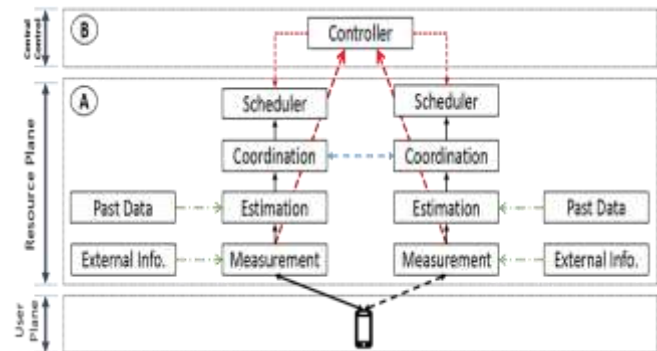 Central
Control
B
Controller
Resource Plane
A
Scheduler
Scheduler
Coordination
Coordination
Past Data
Estimation
Estimation
Past Data
External Info.
Measurement
Measurement
External Info.
User
Plane